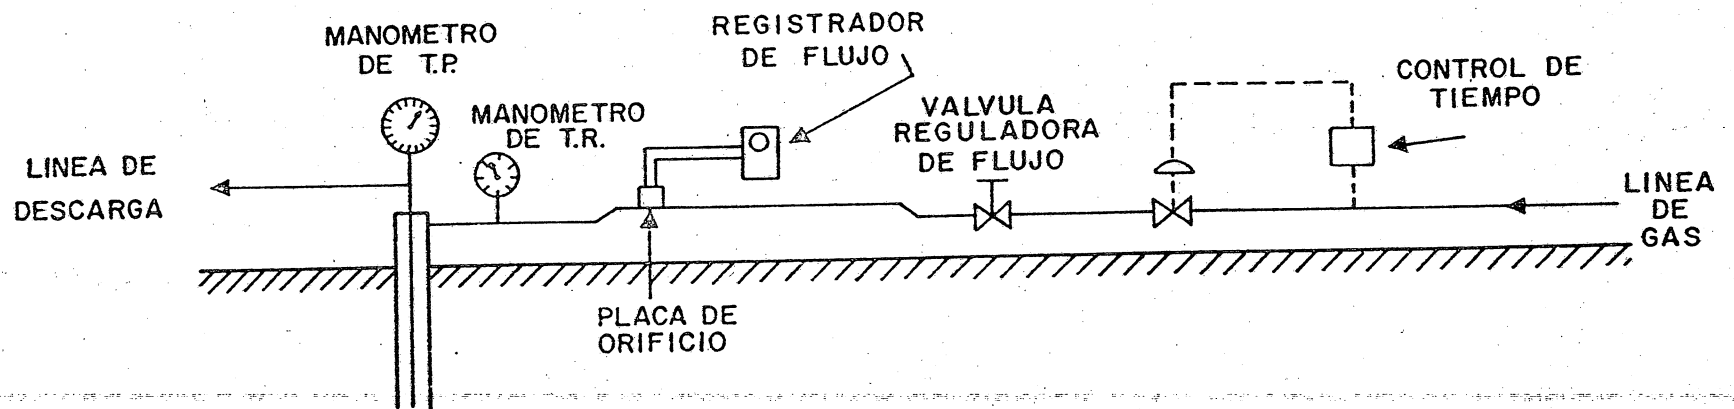 MANOMETRO
DE T.P.
REGISTRADOR
DE FLUJO
MANOMETRO
DE T.R.
VALVULA
REGULADORA
DE FLUJO
CONTROL DE
TIEMPO
LINEA DE
DESCARGA
LINEA
DE
GAS
PLACA DE
ORIFICIO